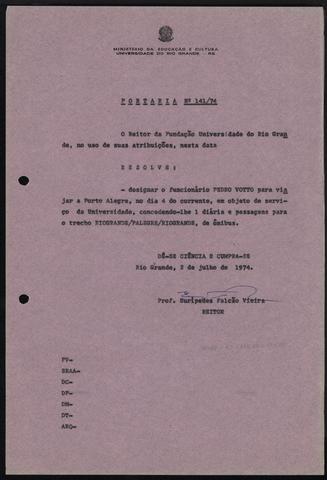 MINISTÉRIO DA EDUCAÇÃO E CULTURA
UNIVERSIDADE DO RIO GRANDE - RS
PORTARIA Nº 141/74
O Reitor da Fundação Universidade do Rio Gran
de, no uso de suas atribuições, nesta data
RESOLVE:
- designar o funcionário PEDRO VOTTO para via
jar a Porto Alegre, no dia 4 do corrente, em objeto de servi-
ço da Universidade, concedendo-lhe 1 diária e passagens para
o trecho RIOGRANDE/PALEGRE/RIOGRANDE, de ônibus.
DÊ-SE CIÊNCIA E CUMPRA-SE
Rio Grande, 2 de julho de 1974.
Prof. Eurípedes Falcão Vieira
REITOR
PV-
SRAA-
DC-
DP-
DM-
DT-
ARQ-